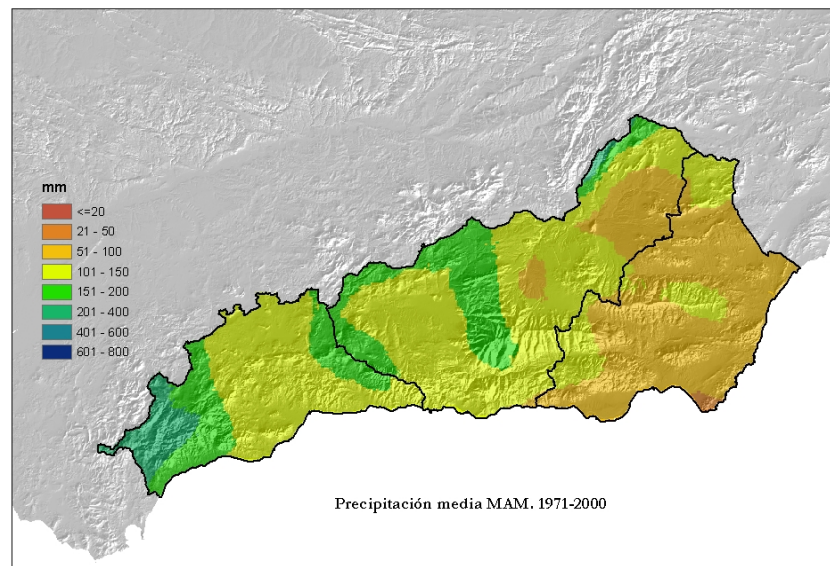 mm
<=20
21 - 50
51 - 100
101 - 150
151 - 200
201 - 400
401 - 600
601 - 800
Precipitación media MAM. 1971-2000